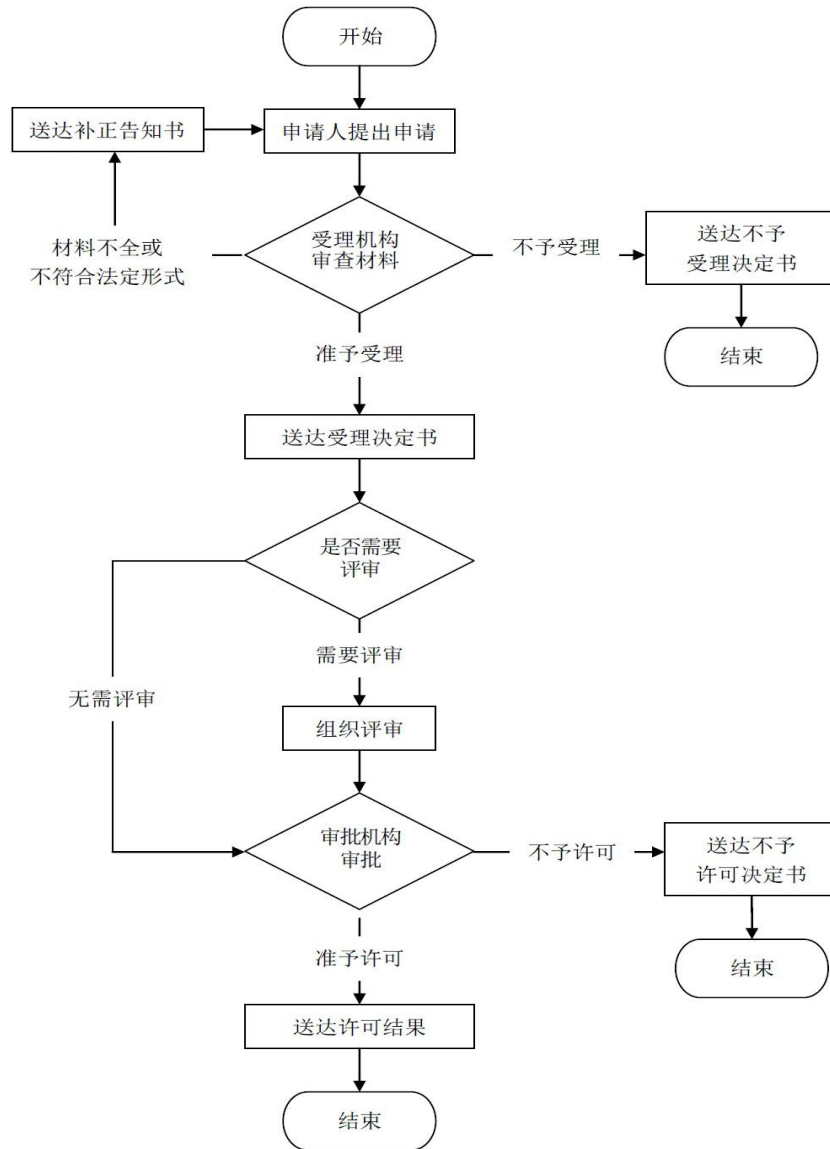 开始
送达补正告知书
申请人提出申请
材料不全或
不符合法定形式
受理机构
审查材料
不予受理
送达不予
受理决定书
结束
准予受理
送达受理决定书
是否需要
评审
需要评审
无需评审
组织评审
审批机构
审批
不予许可
送达不予
许可决定书
结束
准予许可
送达许可结果
结束